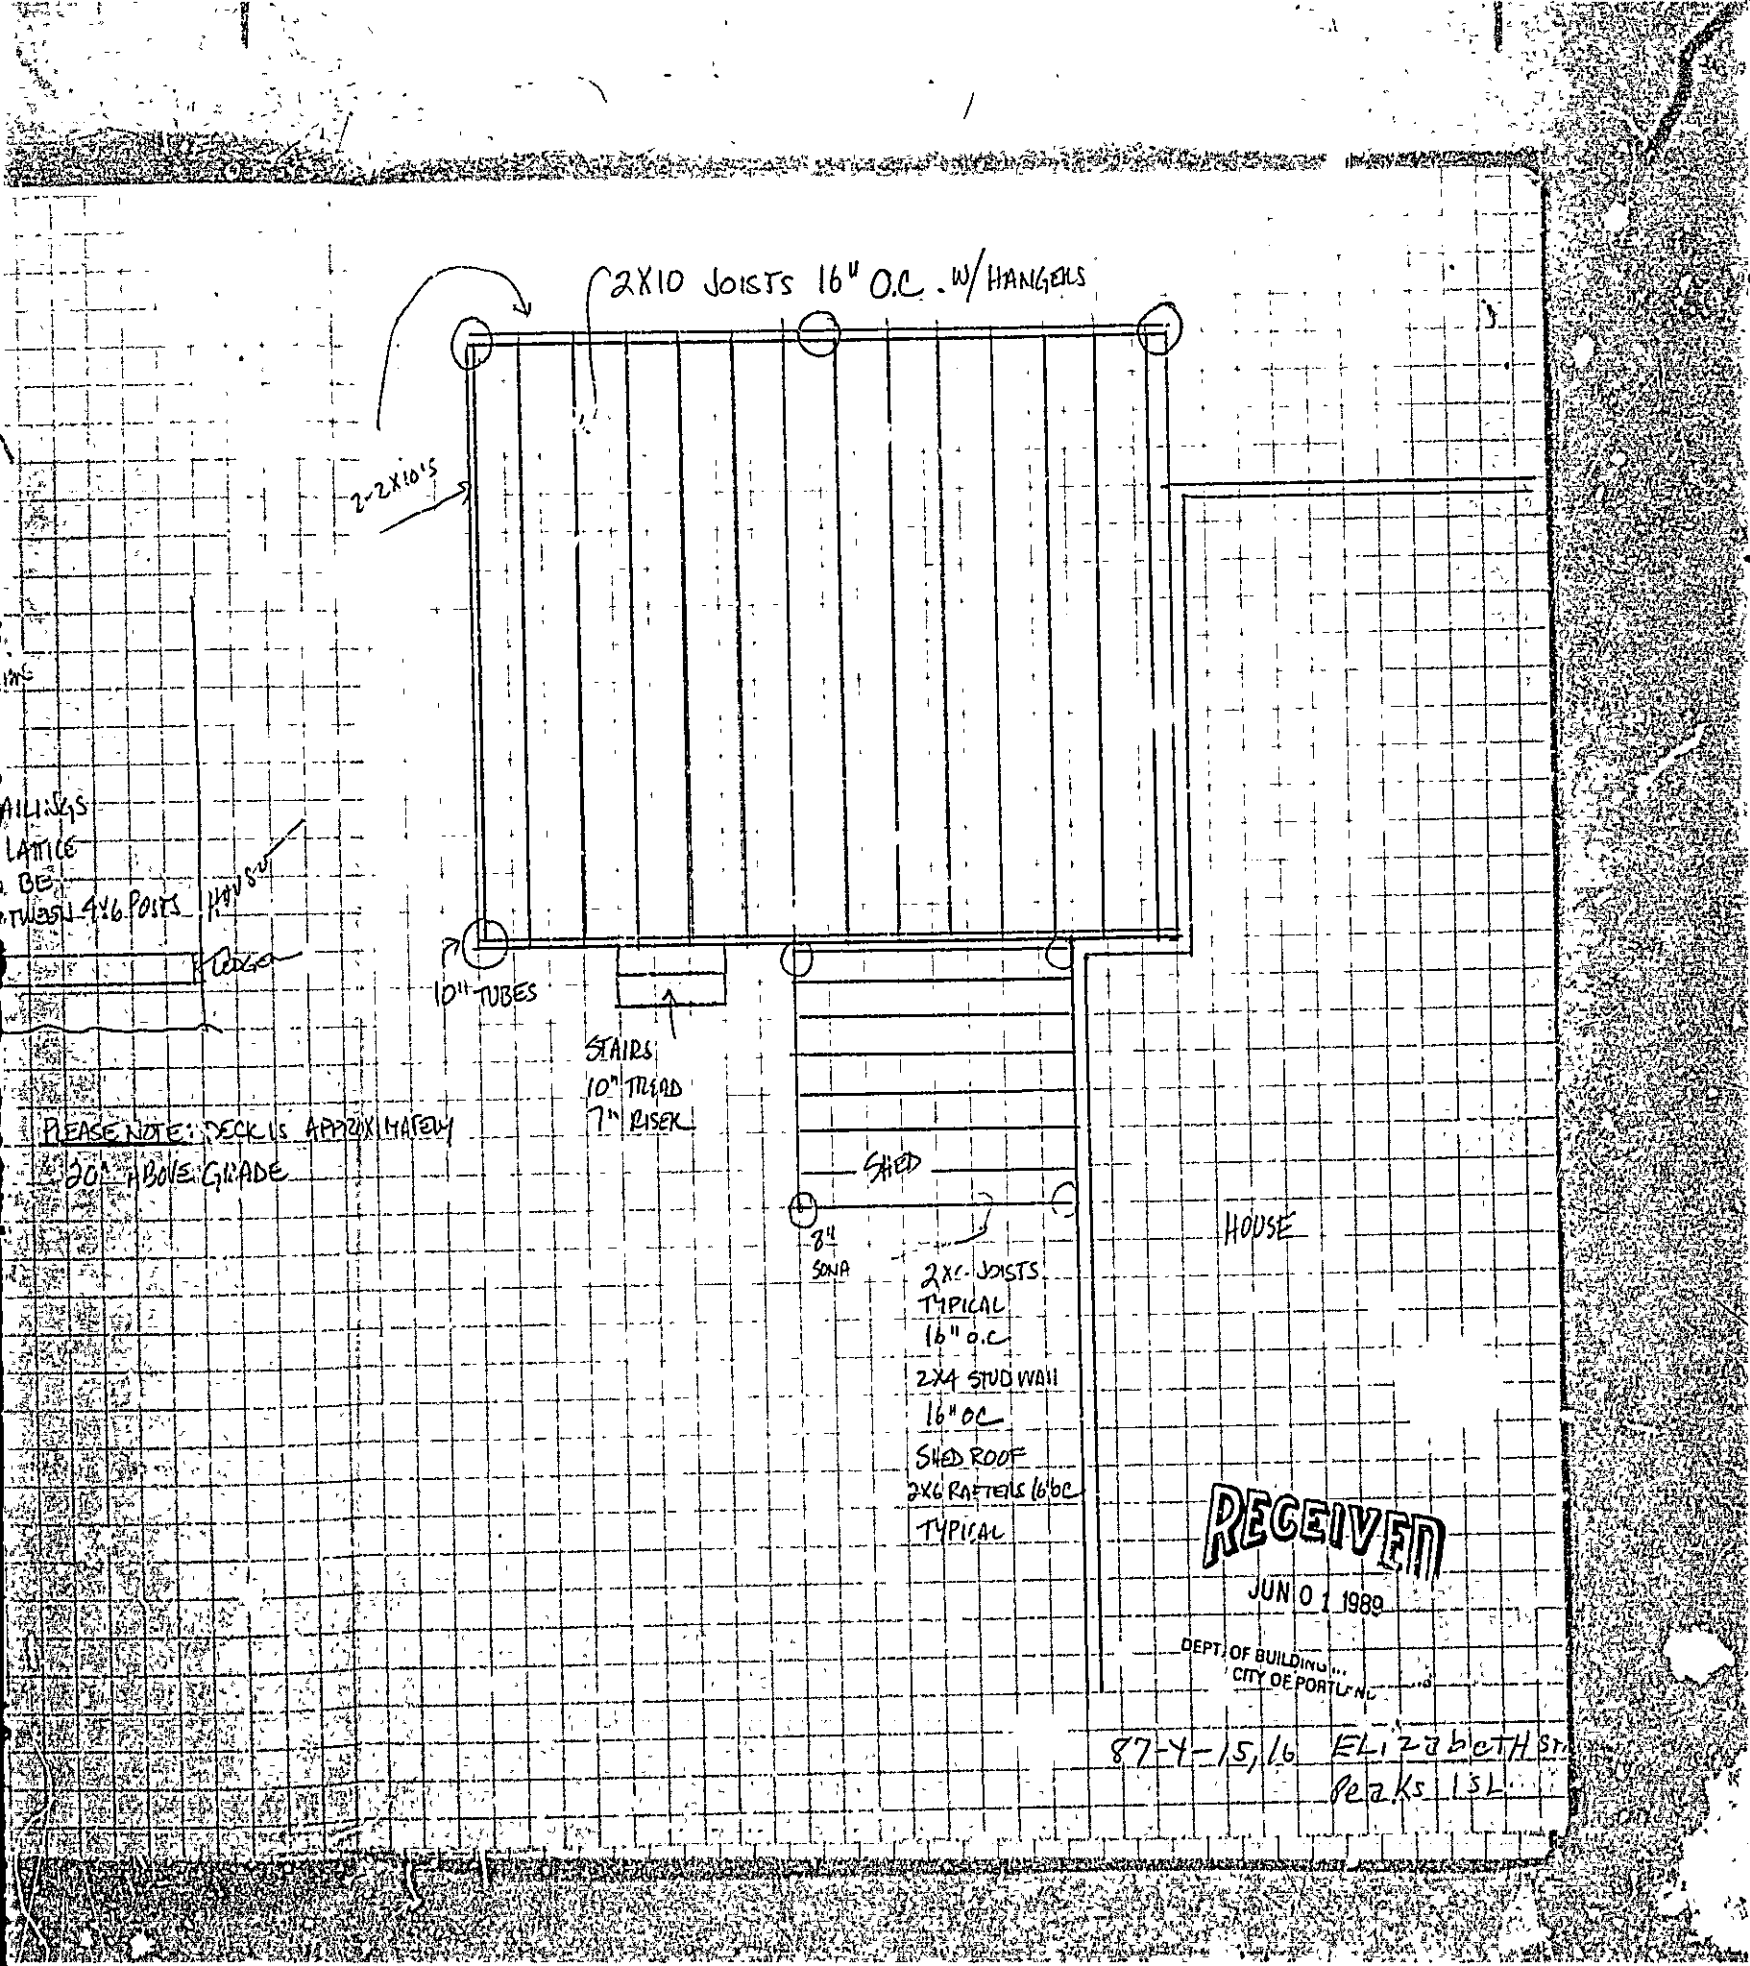 2X10 JOISTS 16" O.C. W/ HANGERS
2-2X10'S
AILINGS
LATTICE
BE
TWEEN 4X6 POSTS
HOUSE
LEDGER
10" TUBES
STAIRS
10" TREAD
7" RISER
PLEASE NOTE: DECK IS APPROXIMATELY
20" ABOVE GRADE
SHED
8"
SONA
HOUSE
JOISTS
TYPICAL
16" O.C
2X4 STUD WALL
16" OC
SHED ROOF
2X6 RAFTERS 16"OC
TYPICAL
RECEIVED
JUN 01 1989
DEPT. OF BUILDING
CITY OF PORTLAND
87-Y-15,16 ELIZabeTH ST.
Peaks ISL.